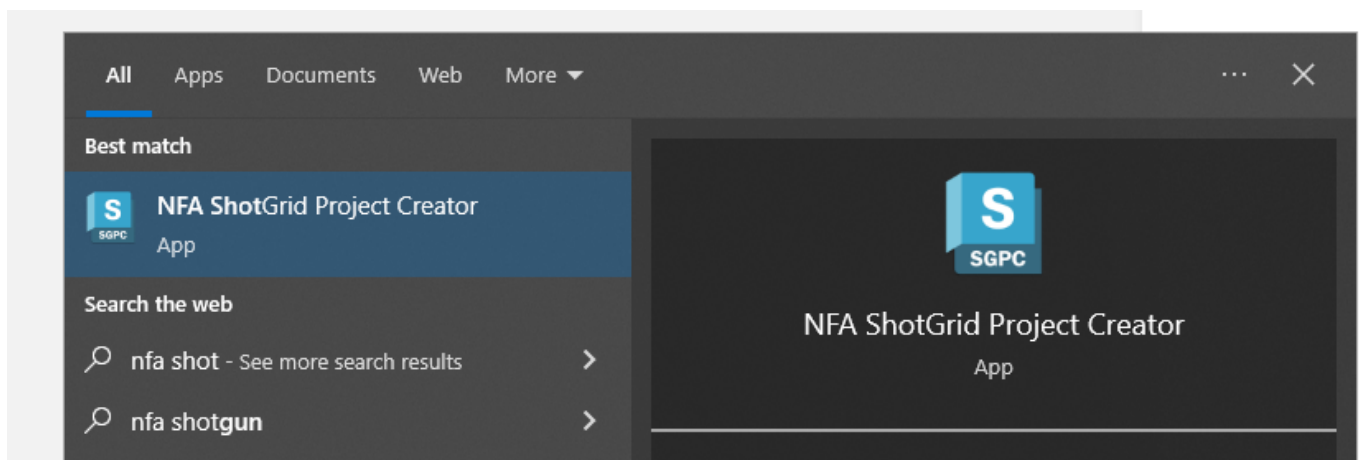 All Apps Documents Web More
Best match
S
SGPC
NFA ShotGrid Project Creator
App
Search the web
nfa shot - See more search results
nfa shotgun
S
SGPC
NFA ShotGrid Project Creator
App